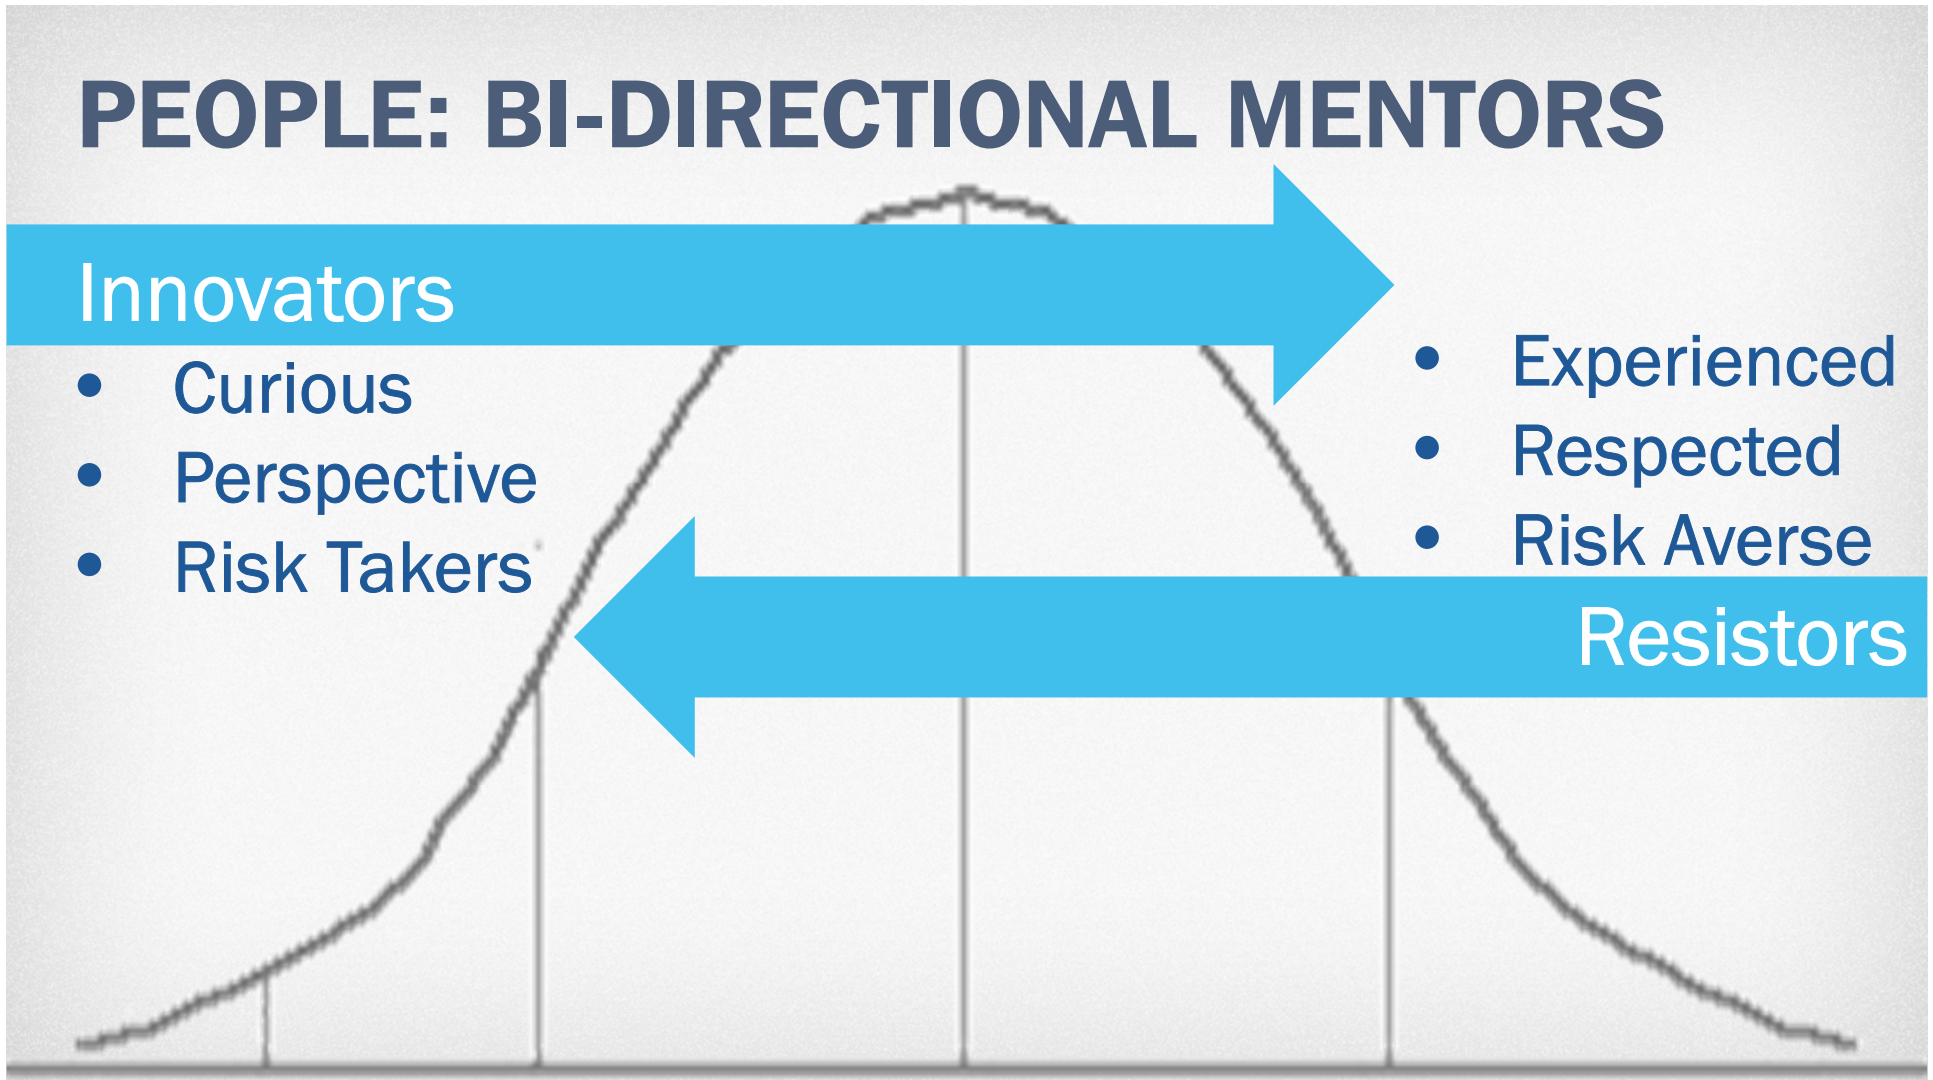 PEOPLE: BI-DIRECTIONAL MENTORS
Innovators
• Curious
• Perspective
• Risk Takers
• Experienced
• Respected
• Risk Averse
Resistors